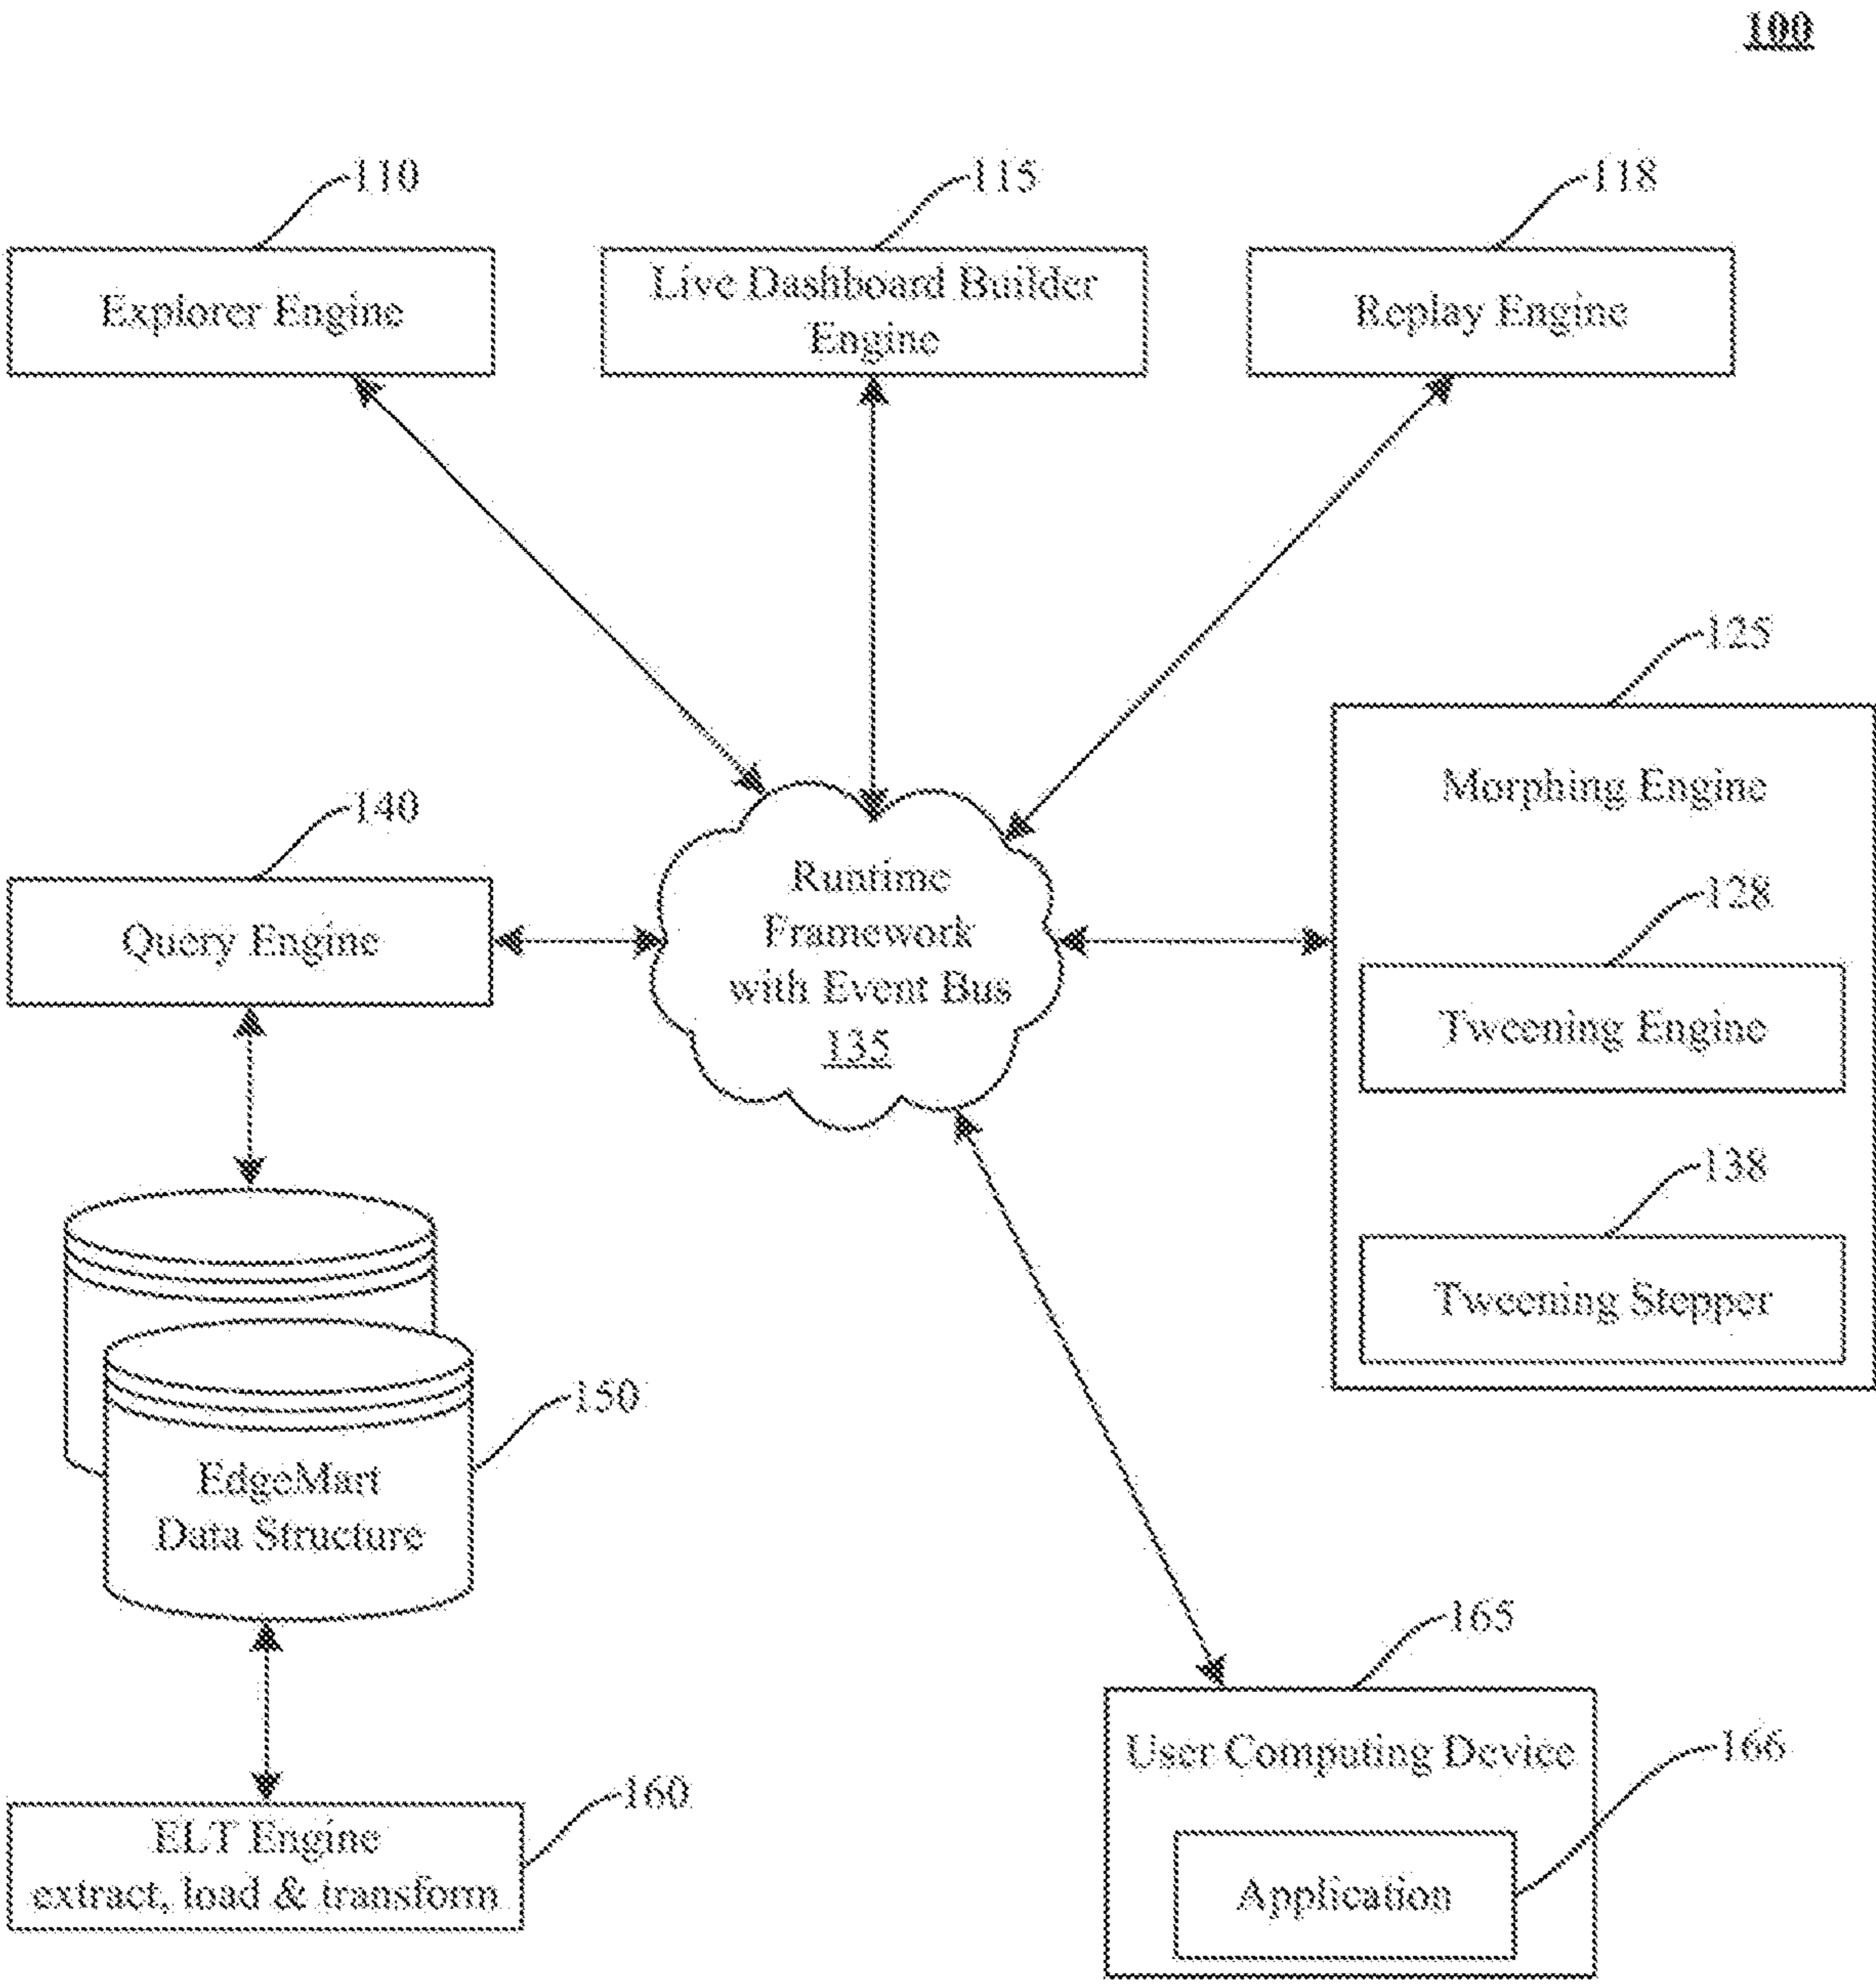 100
110
115
118
Explorer Engine
Live Dashboard Builder
Engine
Replay Engine
125
Morphing Engine
140
128
Runtime
Framework
with Event Bus
135
Query Engine
Tweening Engine
138
Tweening Stepper
150
EdgeMart
Data Structure
165
User Computing Device
166
160
ELT Engine
extract, load & transform
Application